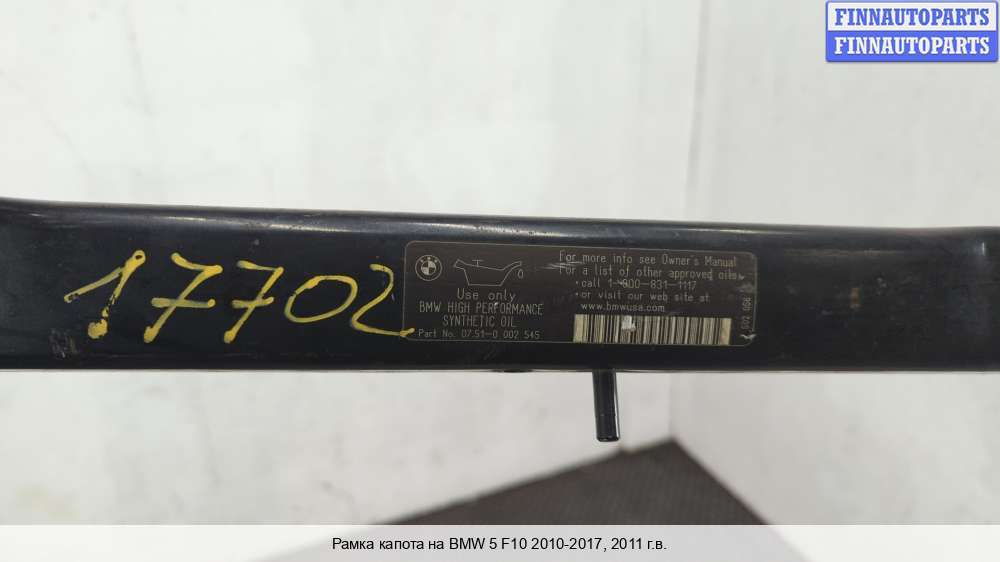 FINNAUTOPARTS
FINNAUTOPARTS
17702
Use only
BMW HIGH PERFORMANCE
SYNTHETIC OIL
Part No. 07.51-0 002 545
For more info see Owner's Manual
For a list of other approved oils
• call 1-800-831-1117
• or visit our web site at
www.bmwusa.com
Рамка капота на BMW 5 F10 2010-2017, 2011 г.в.